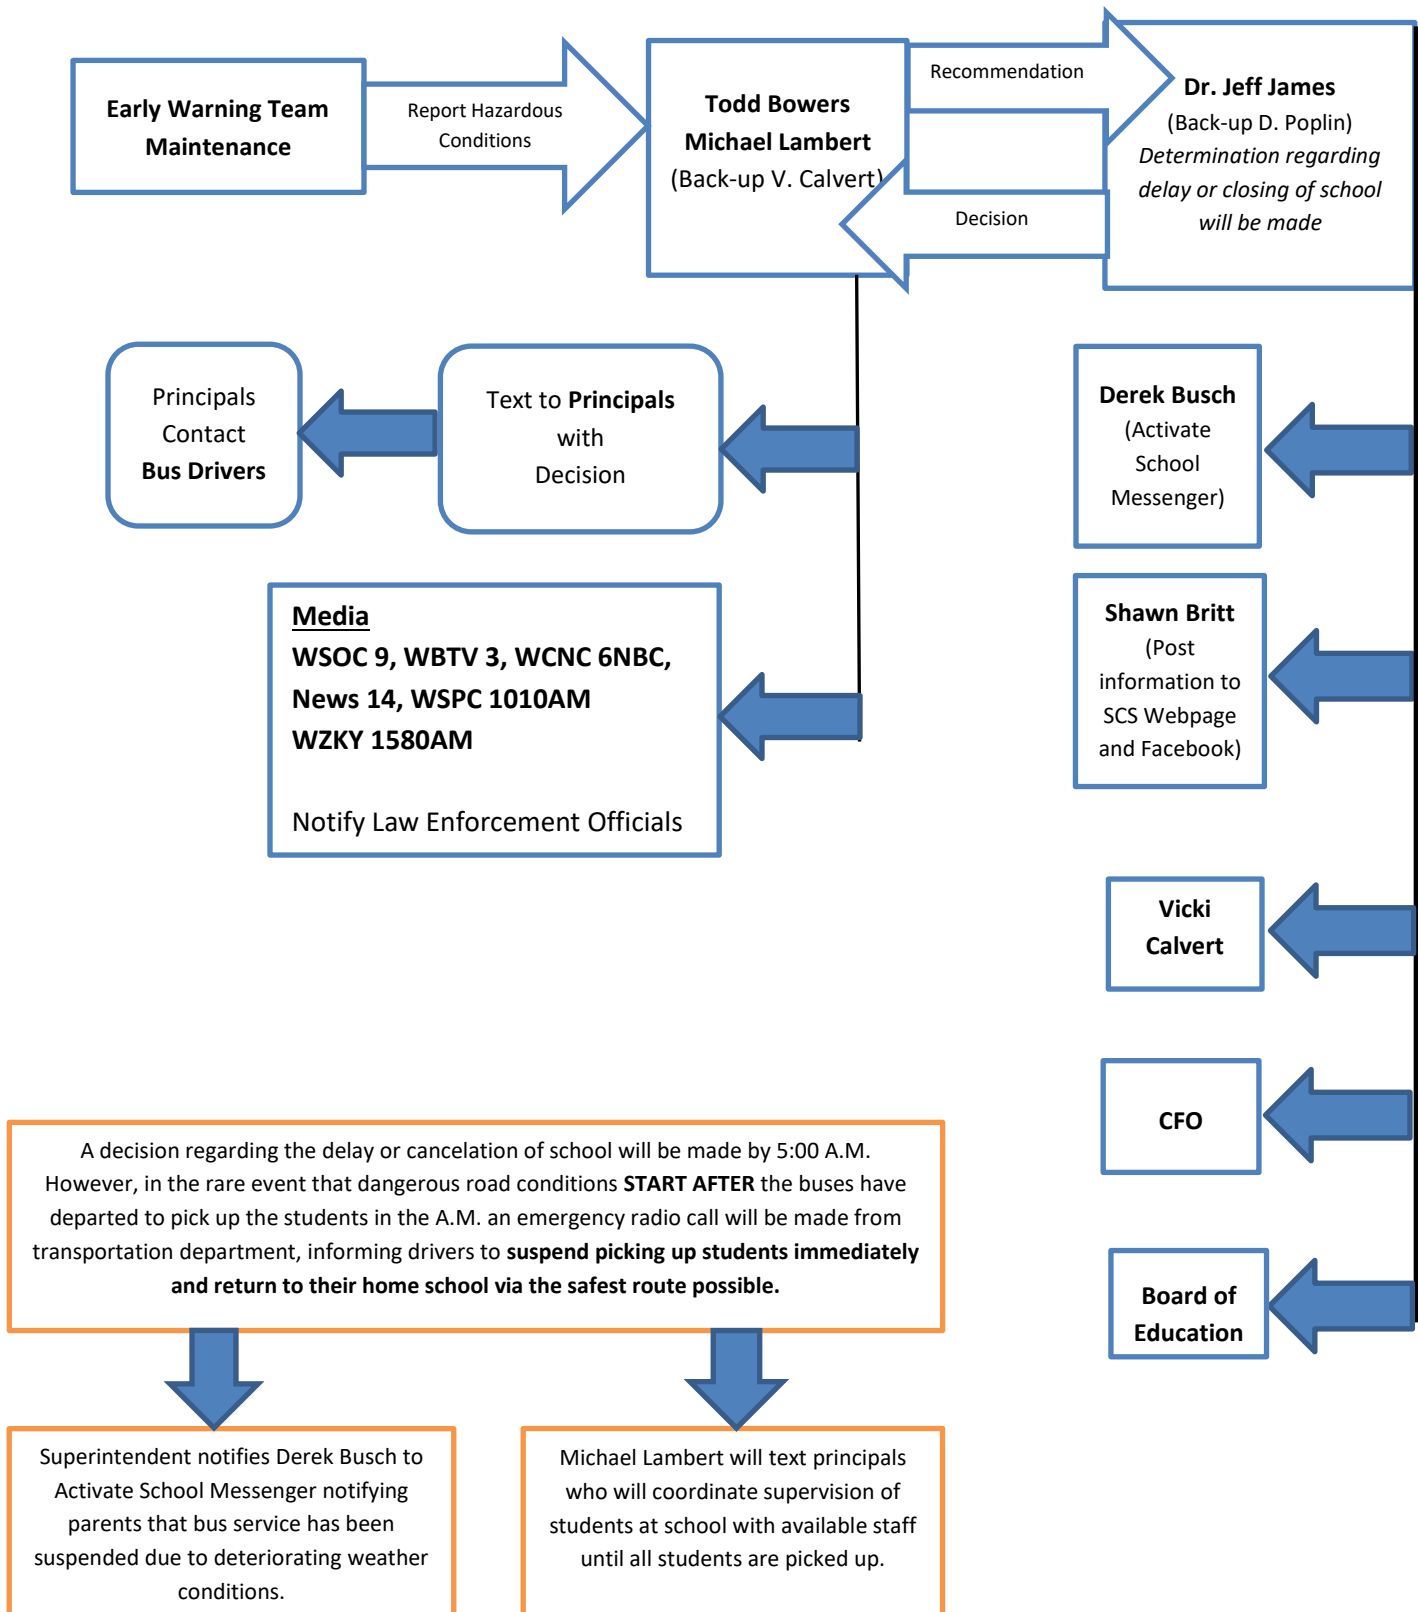 Early Warning Team
Maintenance
Report Hazardous
Conditions
Todd Bowers
Michael Lambert
(Back-up V. Calvert)
Recommendation
Decision
Dr. Jeff James
(Back-up D. Poplin)
Determination regarding
delay or closing of school
will be made
Principals
Contact
Bus Drivers
Text to Principals
with
Decision
Derek Busch
(Activate
School
Messenger)
Media
WSOC 9, WBTV 3, WCNC 6NBC,
News 14, WSPC 1010AM
WZKY 1580AM
Notify Law Enforcement Officials
Shawn Britt
(Post
information to
SCS Webpage
and Facebook)
Vicki
Calvert
CFO
Board of
Education
A decision regarding the delay or cancelation of school will be made by 5:00 A.M.
However, in the rare event that dangerous road conditions START AFTER the buses have
departed to pick up the students in the A.M. an emergency radio call will be made from
transportation department, informing drivers to suspend picking up students immediately
and return to their home school via the safest route possible.
Superintendent notifies Derek Busch to
Activate School Messenger notifying
parents that bus service has been
suspended due to deteriorating weather
conditions.
Michael Lambert will text principals
who will coordinate supervision of
students at school with available staff
until all students are picked up.